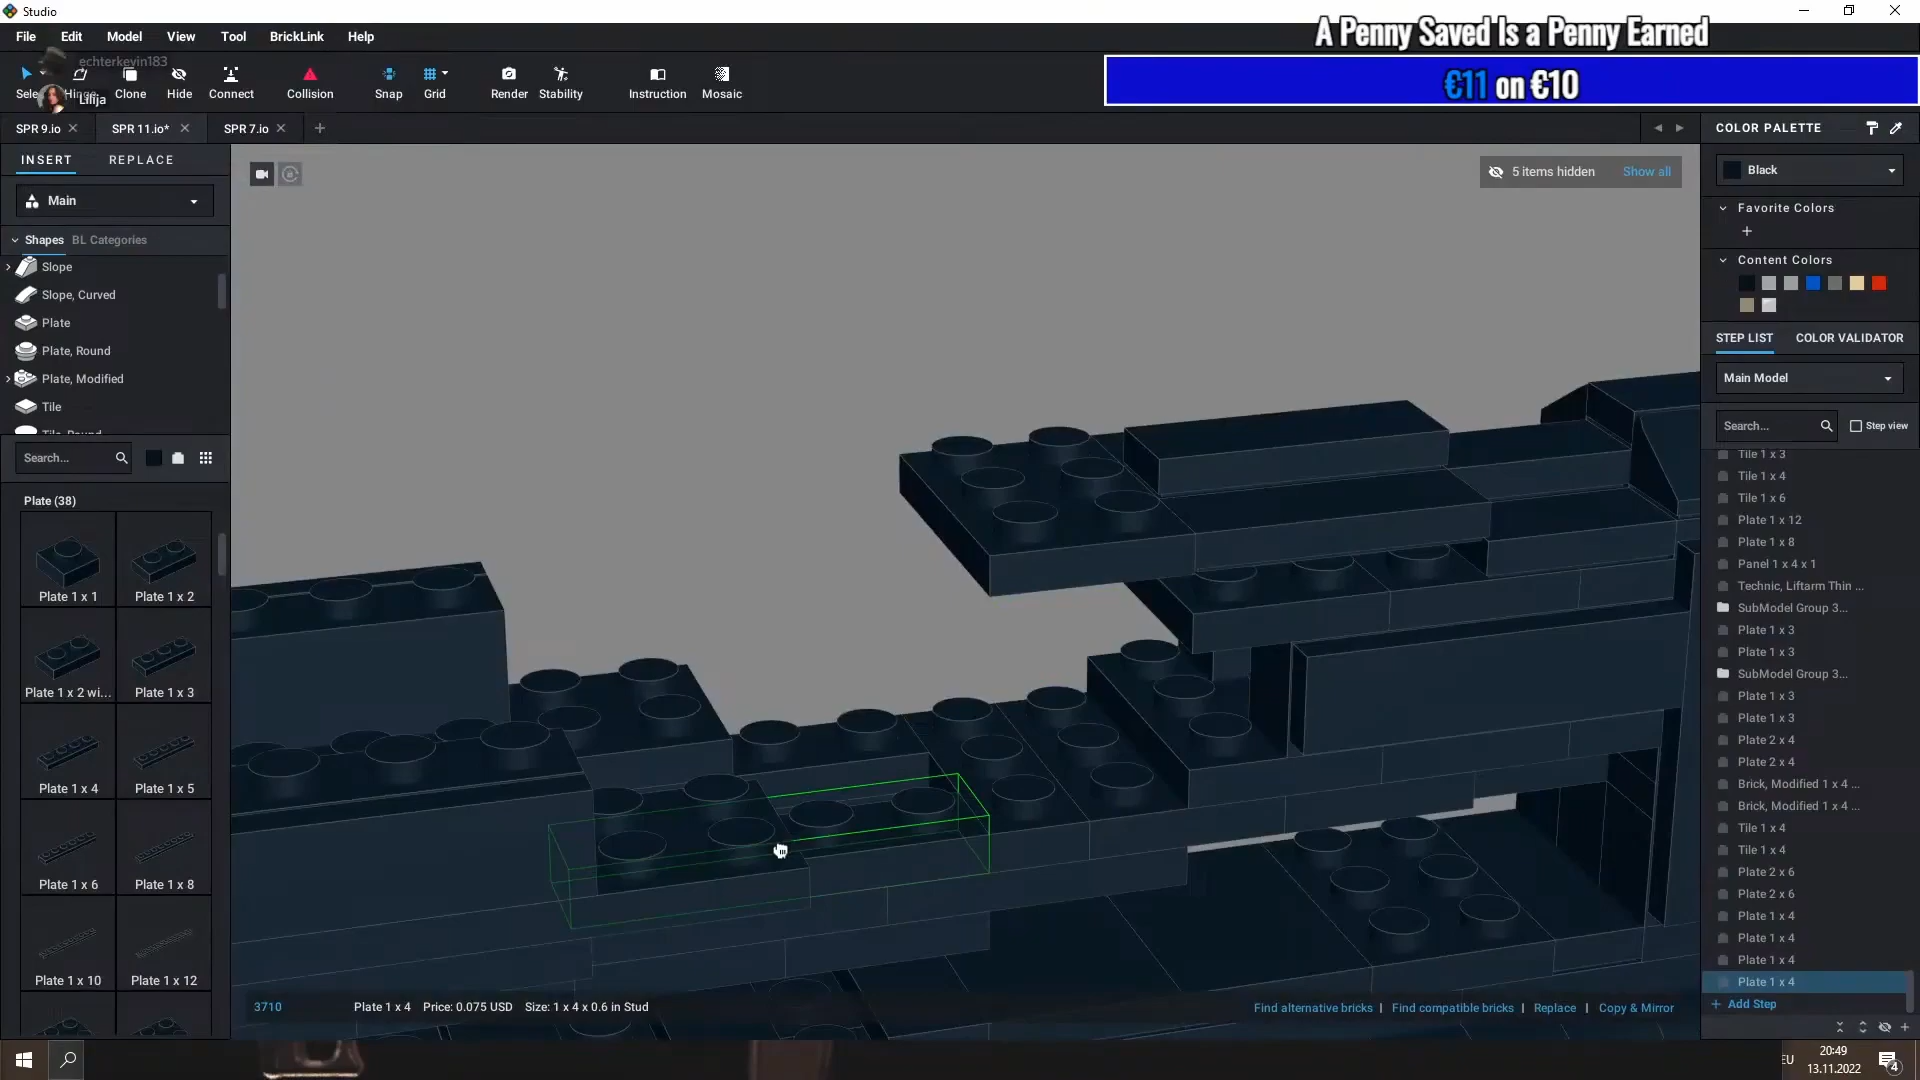 Studio
A Penny Saved Is a Penny Earned
File Edit Model View Tool BrickLink Help
echterkevin183
€11 on €10
Lilija
Clone Hide Connect Collision Snap Grid Render Stability Instruction Mosaic
SPR 9.io SPR 11.io* SPR 7.io
COLOR PALETTE
INSERT REPLACE
5 items hidden Show all
Black
Main
Favorite Colors
Shapes BL Categories
Content Colors
Slope
Slope, Curved
Plate
Plate, Round
Plate, Modified
Tile
STEP LIST COLOR VALIDATOR
Main Model
Search... Step view
Search...
Plate (38)
Plate 1 x 1 Plate 1 x 2
Plate 1 x 2 wi... Plate 1 x 3
Plate 1 x 4 Plate 1 x 5
Plate 1 x 6 Plate 1 x 8
Plate 1 x 10 Plate 1 x 12
Tile 1 x 3
Tile 1 x 4
Tile 1 x 6
Plate 1 x 12
Plate 1 x 8
Panel 1 x 4 x 1
Technic, Liftarm Thin ...
SubModel Group 3...
Plate 1 x 3
Plate 1 x 3
SubModel Group 3...
Plate 1 x 3
Plate 1 x 3
Plate 2 x 4
Plate 2 x 4
Brick, Modified 1 x 4 ...
Brick, Modified 1 x 4 ...
Tile 1 x 4
Tile 1 x 4
Plate 2 x 6
Plate 2 x 6
Plate 1 x 4
Plate 1 x 4
Plate 1 x 4
Plate 1 x 4
Add Step
3710 Plate 1 x 4 Price: 0.075 USD Size: 1 x 4 x 0.6 in Stud
Find alternative bricks | Find compatible bricks | Replace | Copy & Mirror
20:49
13.11.2022
4